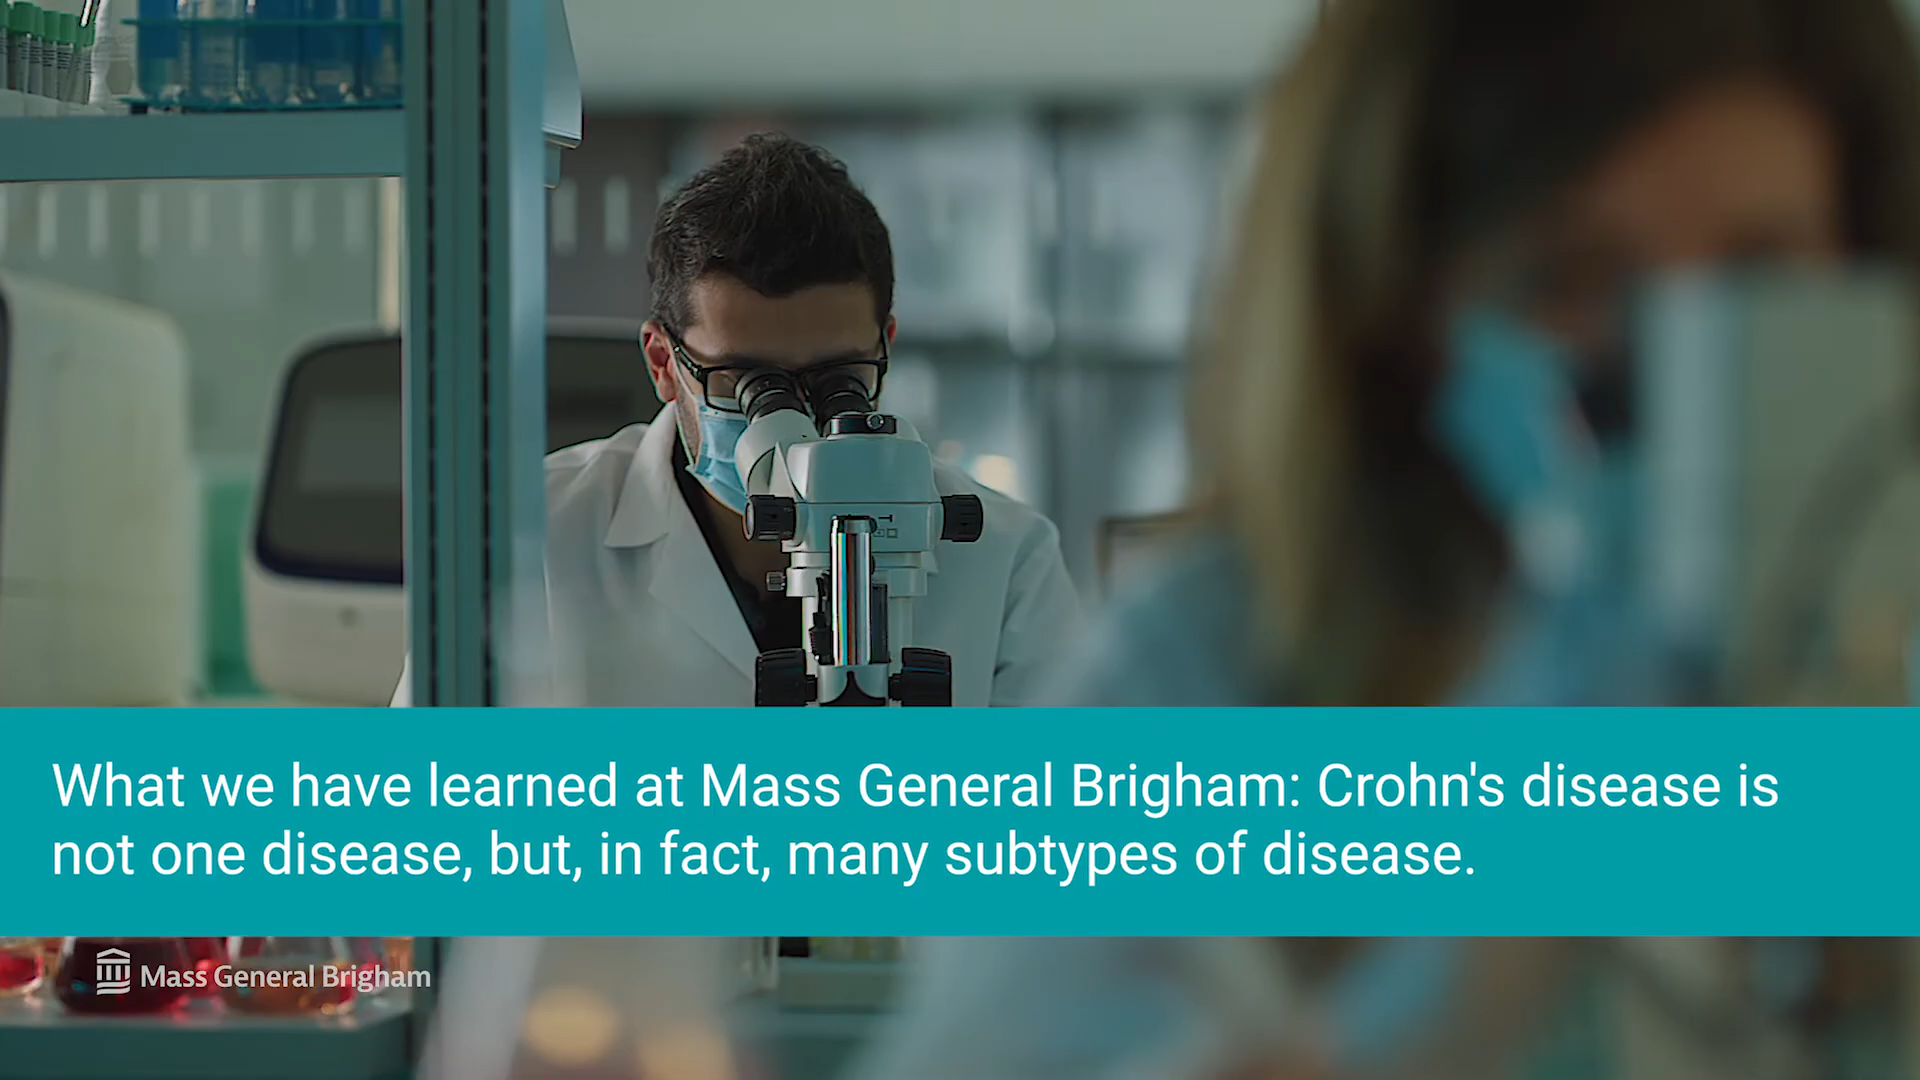 What we have learned at Mass General Brigham: Crohn's disease is
not one disease, but, in fact, many subtypes of disease.
Mass General Brigham